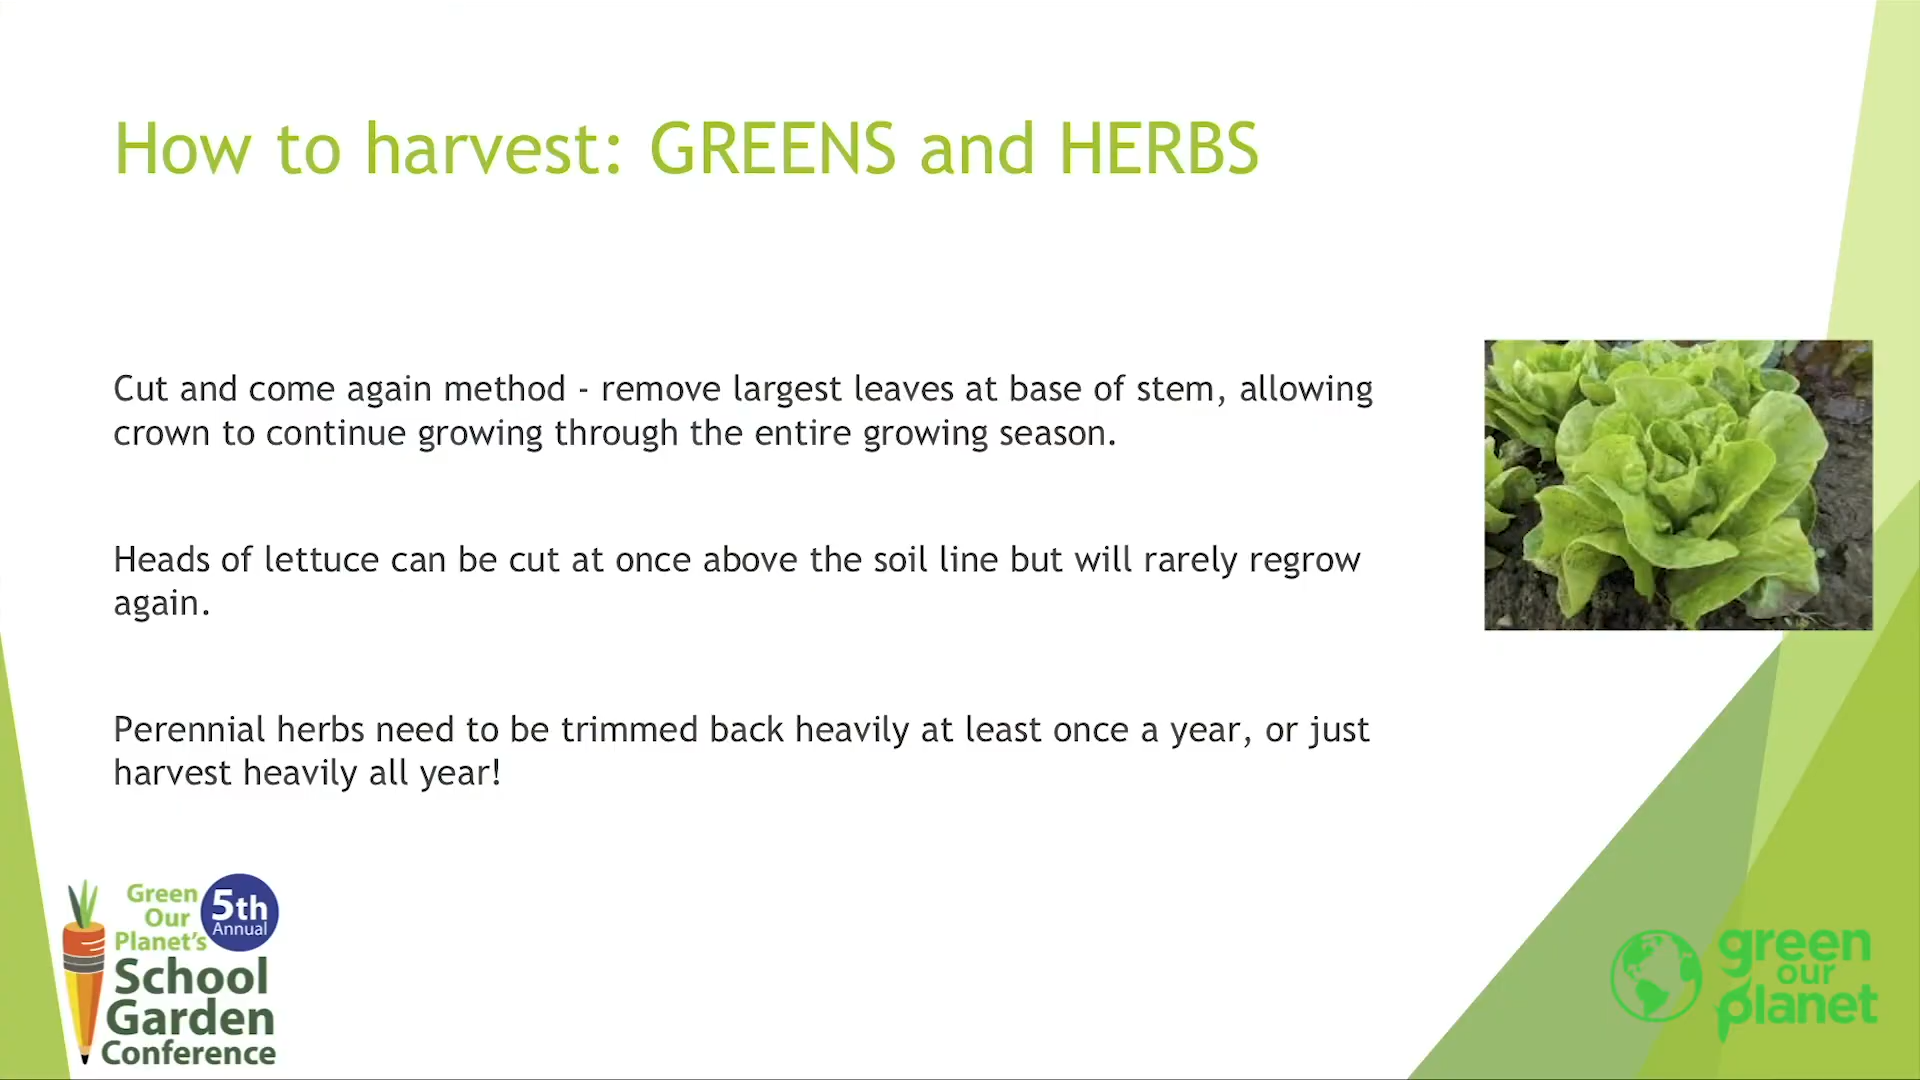 How to harvest: GREENS and HERBS
Cut and come again method - remove largest leaves at base of stem, allowing
crown to continue growing through the entire growing season.
Heads of lettuce can be cut at once above the soil line but will rarely regrow
again.
Perennial herbs need to be trimmed back heavily at least once a year, or just
harvest heavily all year!
Green
Our
Planet's
5th
Annual
School
Garden
Conference
green
our
planet